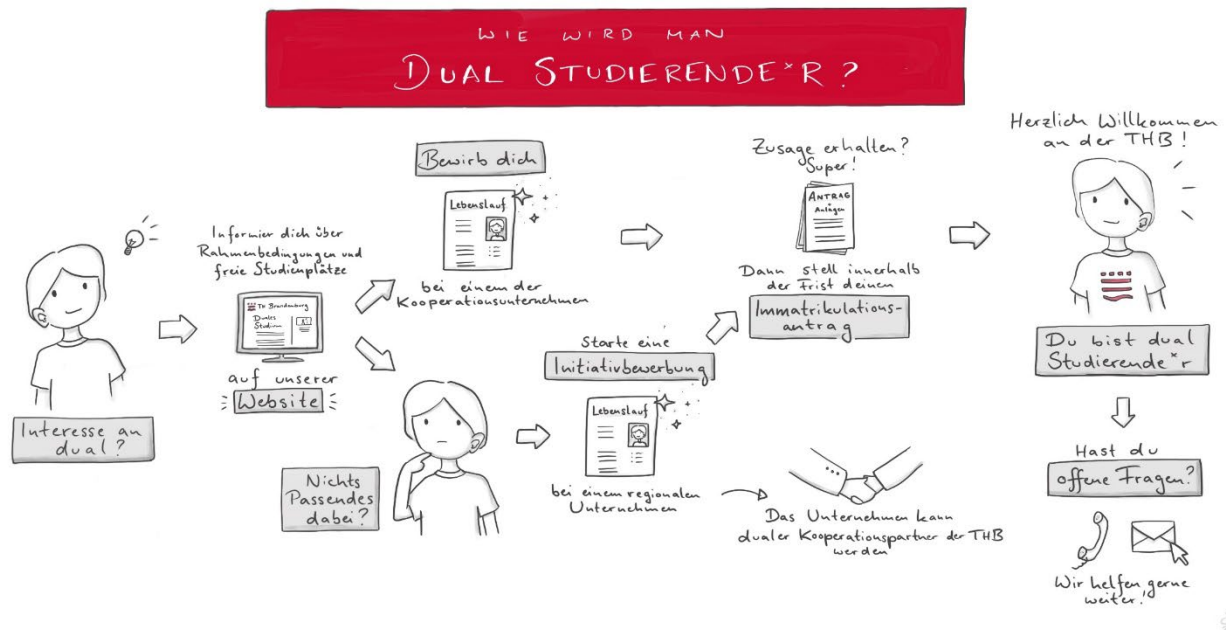 WIE WIRD MAN
DUAL STUDIERENDE*R?
Interesse an
dual?
Informier dich über
Rahmenbedingungen und
freie Studienplätze
TH Brandenburg
Duales
Studium
auf unserer
Website
Bewirb dich
Lebenslauf
bei einem der
Kooperationsunternehmen
Nichts
Passendes
dabei?
Starte eine
Initiativbewerbung
Lebenslauf
bei einem regionalen
Unternehmen
Das Unternehmen kann
dualer Kooperationspartner der THB
werden
Zusage erhalten?
Super!
ANTRAG
Anlagen
Dann stell innerhalb
der Frist deinen
Immatrikulations-
antrag
Herzlich Willkommen
an der THB!
Du bist dual
Studierende*r
Hast du
offene Fragen?
Wir helfen gerne
weiter!